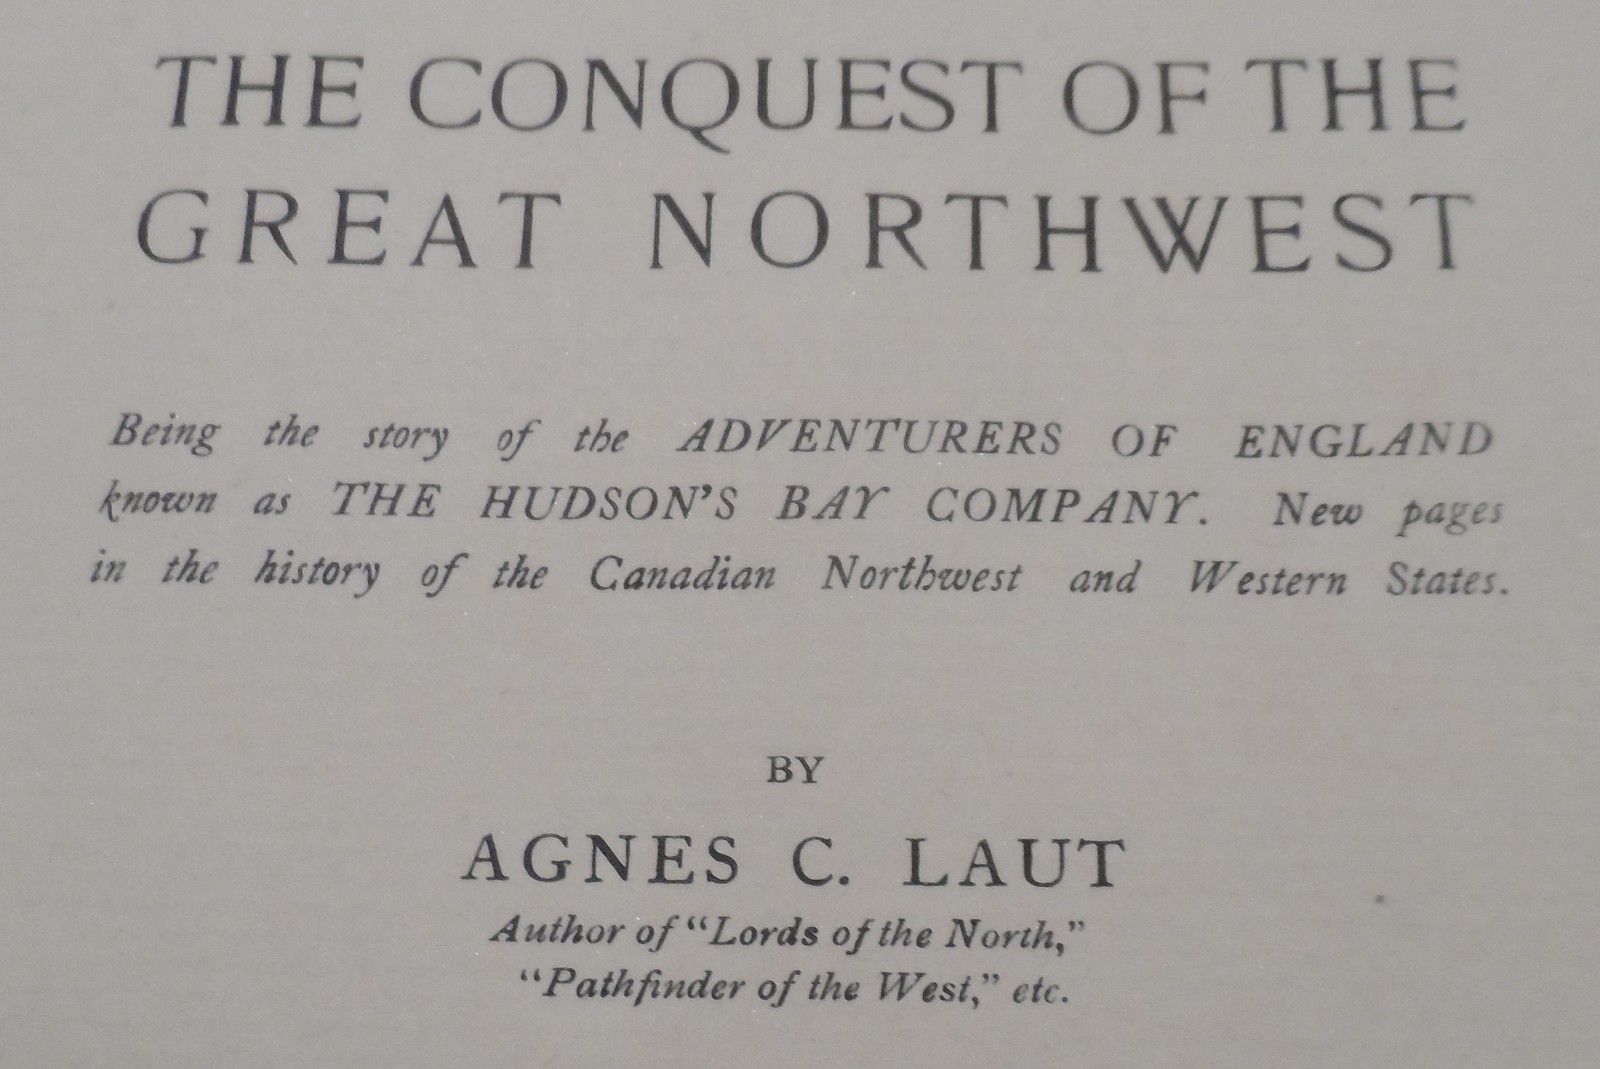 THE CONQUEST OF THE
GREAT NORTHWEST
Being the story of the ADVENTURERS OF ENGLAND
known as THE HUDSON'S BAY COMPANY. New pages
in the history of the Canadian Northwest and Western States.
BY
AGNES C. LAUT
Author of “Lords of the North,”
“Pathfinder of the West,” etc.